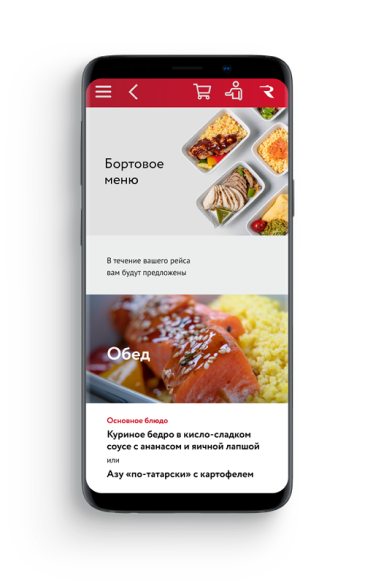 Бортовое
меню
В течение вашего рейса
вам будут предложены
Обед
Основное блюдо
Куриное бедро в кисло-сладком
соусе с ананасом и яичной лапшой
или
Азу «по-татарски» с картофелем